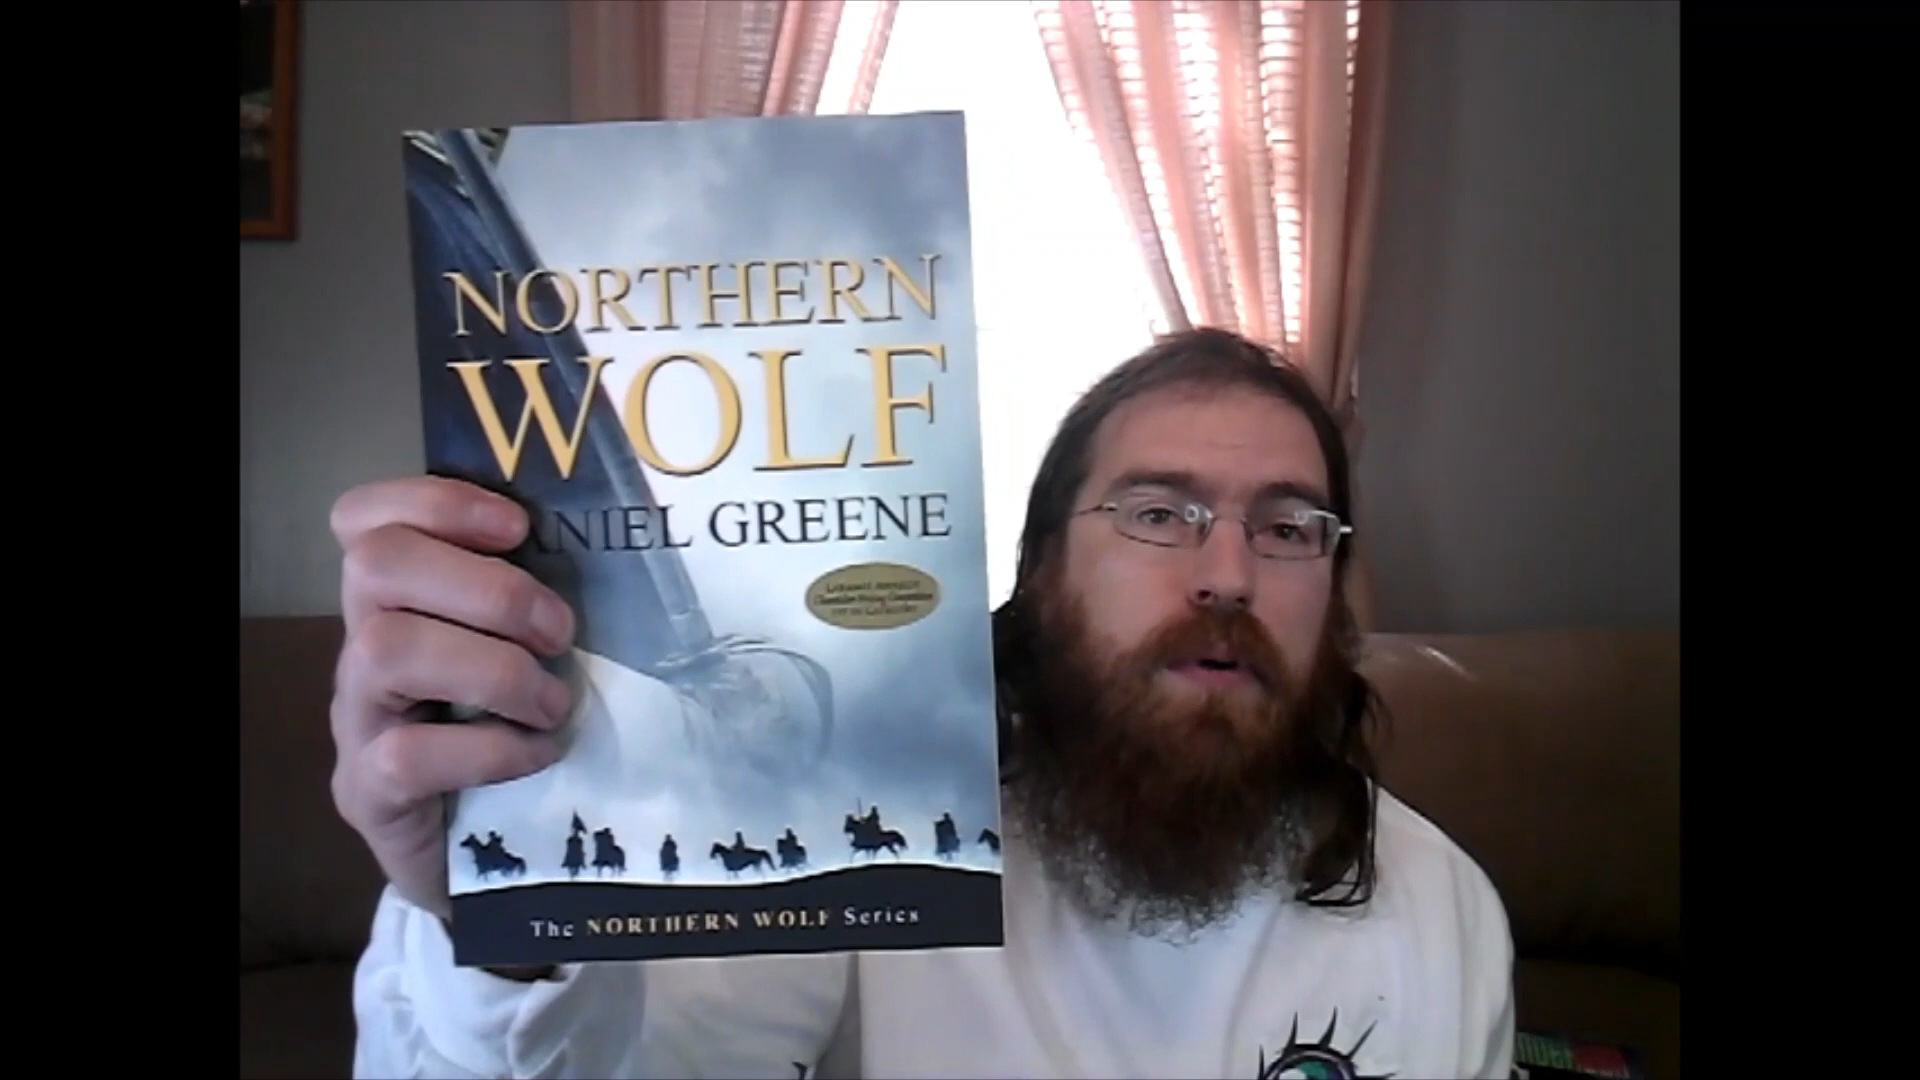 NORTHERN
WOLF
ANIEL GREENE
The NORTHERN WOLF Series